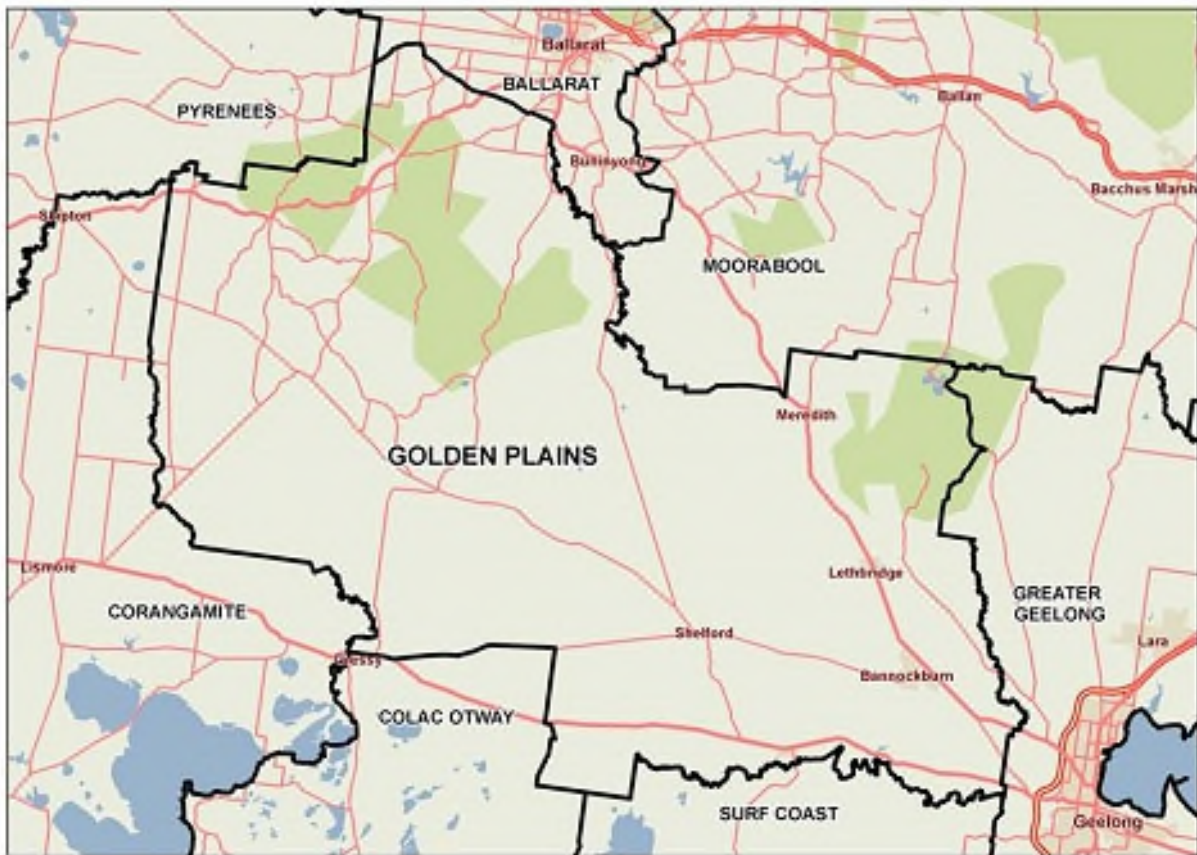 Ballarat
BALLARAT
PYRENEES
Ballan
Buninyong
Bacchus Marsh
Skipton
MOORABOOL
Meredith
GOLDEN PLAINS
Lismore
Lethbridge
CORANGAMITE
GREATER
GEELONG
Shelford
Lara
Cressy
Bannockburn
COLAC OTWAY
SURF COAST
Geelong